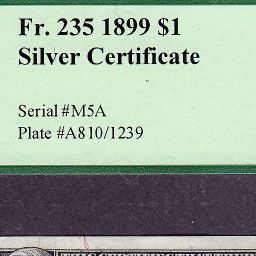 Fr. 235 1899 $1
Silver Certificate
Serial #M5A
Plate #A810/1239